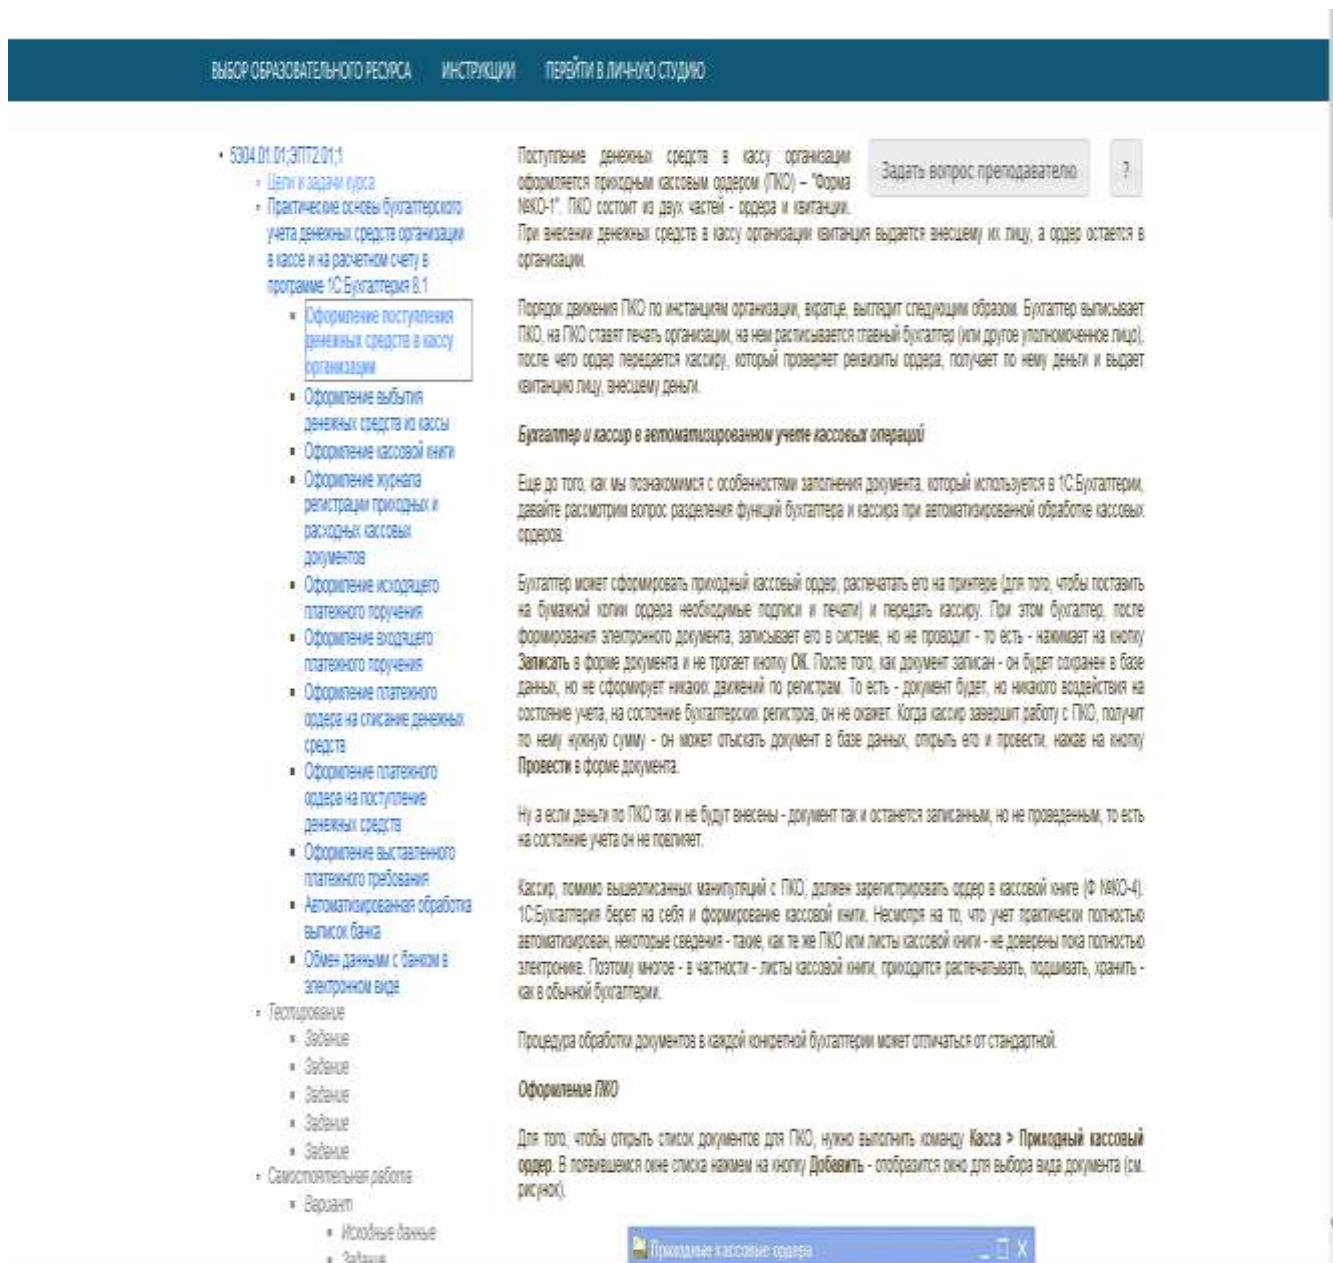 ВЫБОР ОБРАЗОВАТЕЛЬНОГО РЕСУРСА ИНСТРУКЦИИ ПЕРЕЙТИ В ЛИЧНУЮ СТУДИЮ
5304.01.01;ЭПТ2.01;1
Цели и задачи курса
Практические основы бухгалтерского
учета денежных средств организации
в кассе и на расчетном счету в
программе 1С:Бухгалтерия 8.1
Оформление поступления
денежных средств в кассу
организации
Оформление выбытия
денежных средств из кассы
Оформление кассовой книги
Оформление журнала
регистрации приходных и
расходных кассовых
документов
Оформление исходящего
платежного поручения
Оформление входящего
платежного поручения
Оформление платежного
ордера на списание денежных
средств
Оформление платежного
ордера на поступление
денежных средств
Оформление выставленного
платежного требования
Автоматизированная обработка
выписок банка
Обмен данными с банком в
электронном виде
Тестирование
Задание
Задание
Задание
Задание
Задание
Самостоятельная работа
Вариант
Исходные данные
Задание
Задать вопрос преподавателю
?
Поступление денежных средств в кассу организации
оформляется приходным кассовым ордером (ПКО) – "Форма
№КО-1". ПКО состоит из двух частей - ордера и квитанции.
При внесении денежных средств в кассу организации квитанция выдается внесшему их лицу, а ордер остается в
организации.
Порядок движения ПКО по инстанциям организации, вкратце, выглядит следующим образом. Бухгалтер выписывает
ПКО, на ПКО ставят печать организации, на нем расписывается главный бухгалтер (или другое уполномоченное лицо),
после чего ордер передается кассиру, который проверяет реквизиты ордера, получает по нему деньги и выдает
квитанцию лицу, внесшему деньги.
Бухгалтер и кассир в автоматизированном учете кассовых операций
Еще до того, как мы познакомимся с особенностями заполнения документа, который используется в 1С:Бухгалтерии,
давайте рассмотрим вопрос разделения функций бухгалтера и кассира при автоматизированной обработке кассовых
ордеров.
Бухгалтер может сформировать приходный кассовый ордер, распечатать его на принтере (для того, чтобы поставить
на бумажной копии ордера необходимые подписи и печати) и передать кассиру. При этом бухгалтер, после
формирования электронного документа, записывает его в системе, но не проводит - то есть - нажимает на кнопку
Записать в форме документа и не трогает кнопку ОК. После того, как документ записан - он будет сохранен в базе
данных, но не сформирует никаких движений по регистрам. То есть - документ будет, но никакого воздействия на
состояние учета, на состояние бухгалтерских регистров, он не окажет. Когда кассир завершит работу с ПКО, получит
по нему нужную сумму - он может отыскать документ в базе данных, открыть его и провести, нажав на кнопку
Провести в форме документа.
Ну а если деньги по ПКО так и не будут внесены - документ так и останется записанным, но не проведенным, то есть
на состояние учета он не повлияет.
Кассир, помимо вышеописанных манипуляций с ПКО, должен зарегистрировать ордер в кассовой книге (Ф №КО-4).
1С:Бухгалтерия берет на себя и формирование кассовой книги. Несмотря на то, что учет практически полностью
автоматизирован, некоторые сведения - такие, как те же ПКО или листы кассовой книги - не доверены пока полностью
электронике. Поэтому многое - в частности - листы кассовой книги, приходится распечатывать, подшивать, хранить -
как в обычной бухгалтерии.
Процедура обработки документов в каждой конкретной бухгалтерии может отличаться от стандартной.
Оформление ПКО
Для того, чтобы открыть список документов для ПКО, нужно выполнить команду Касса > Приходный кассовый
ордер. В появившемся окне списка нажмем на кнопку Добавить - отобразится окно для выбора вида документа (см.
рисунок).
Приходные кассовые ордера